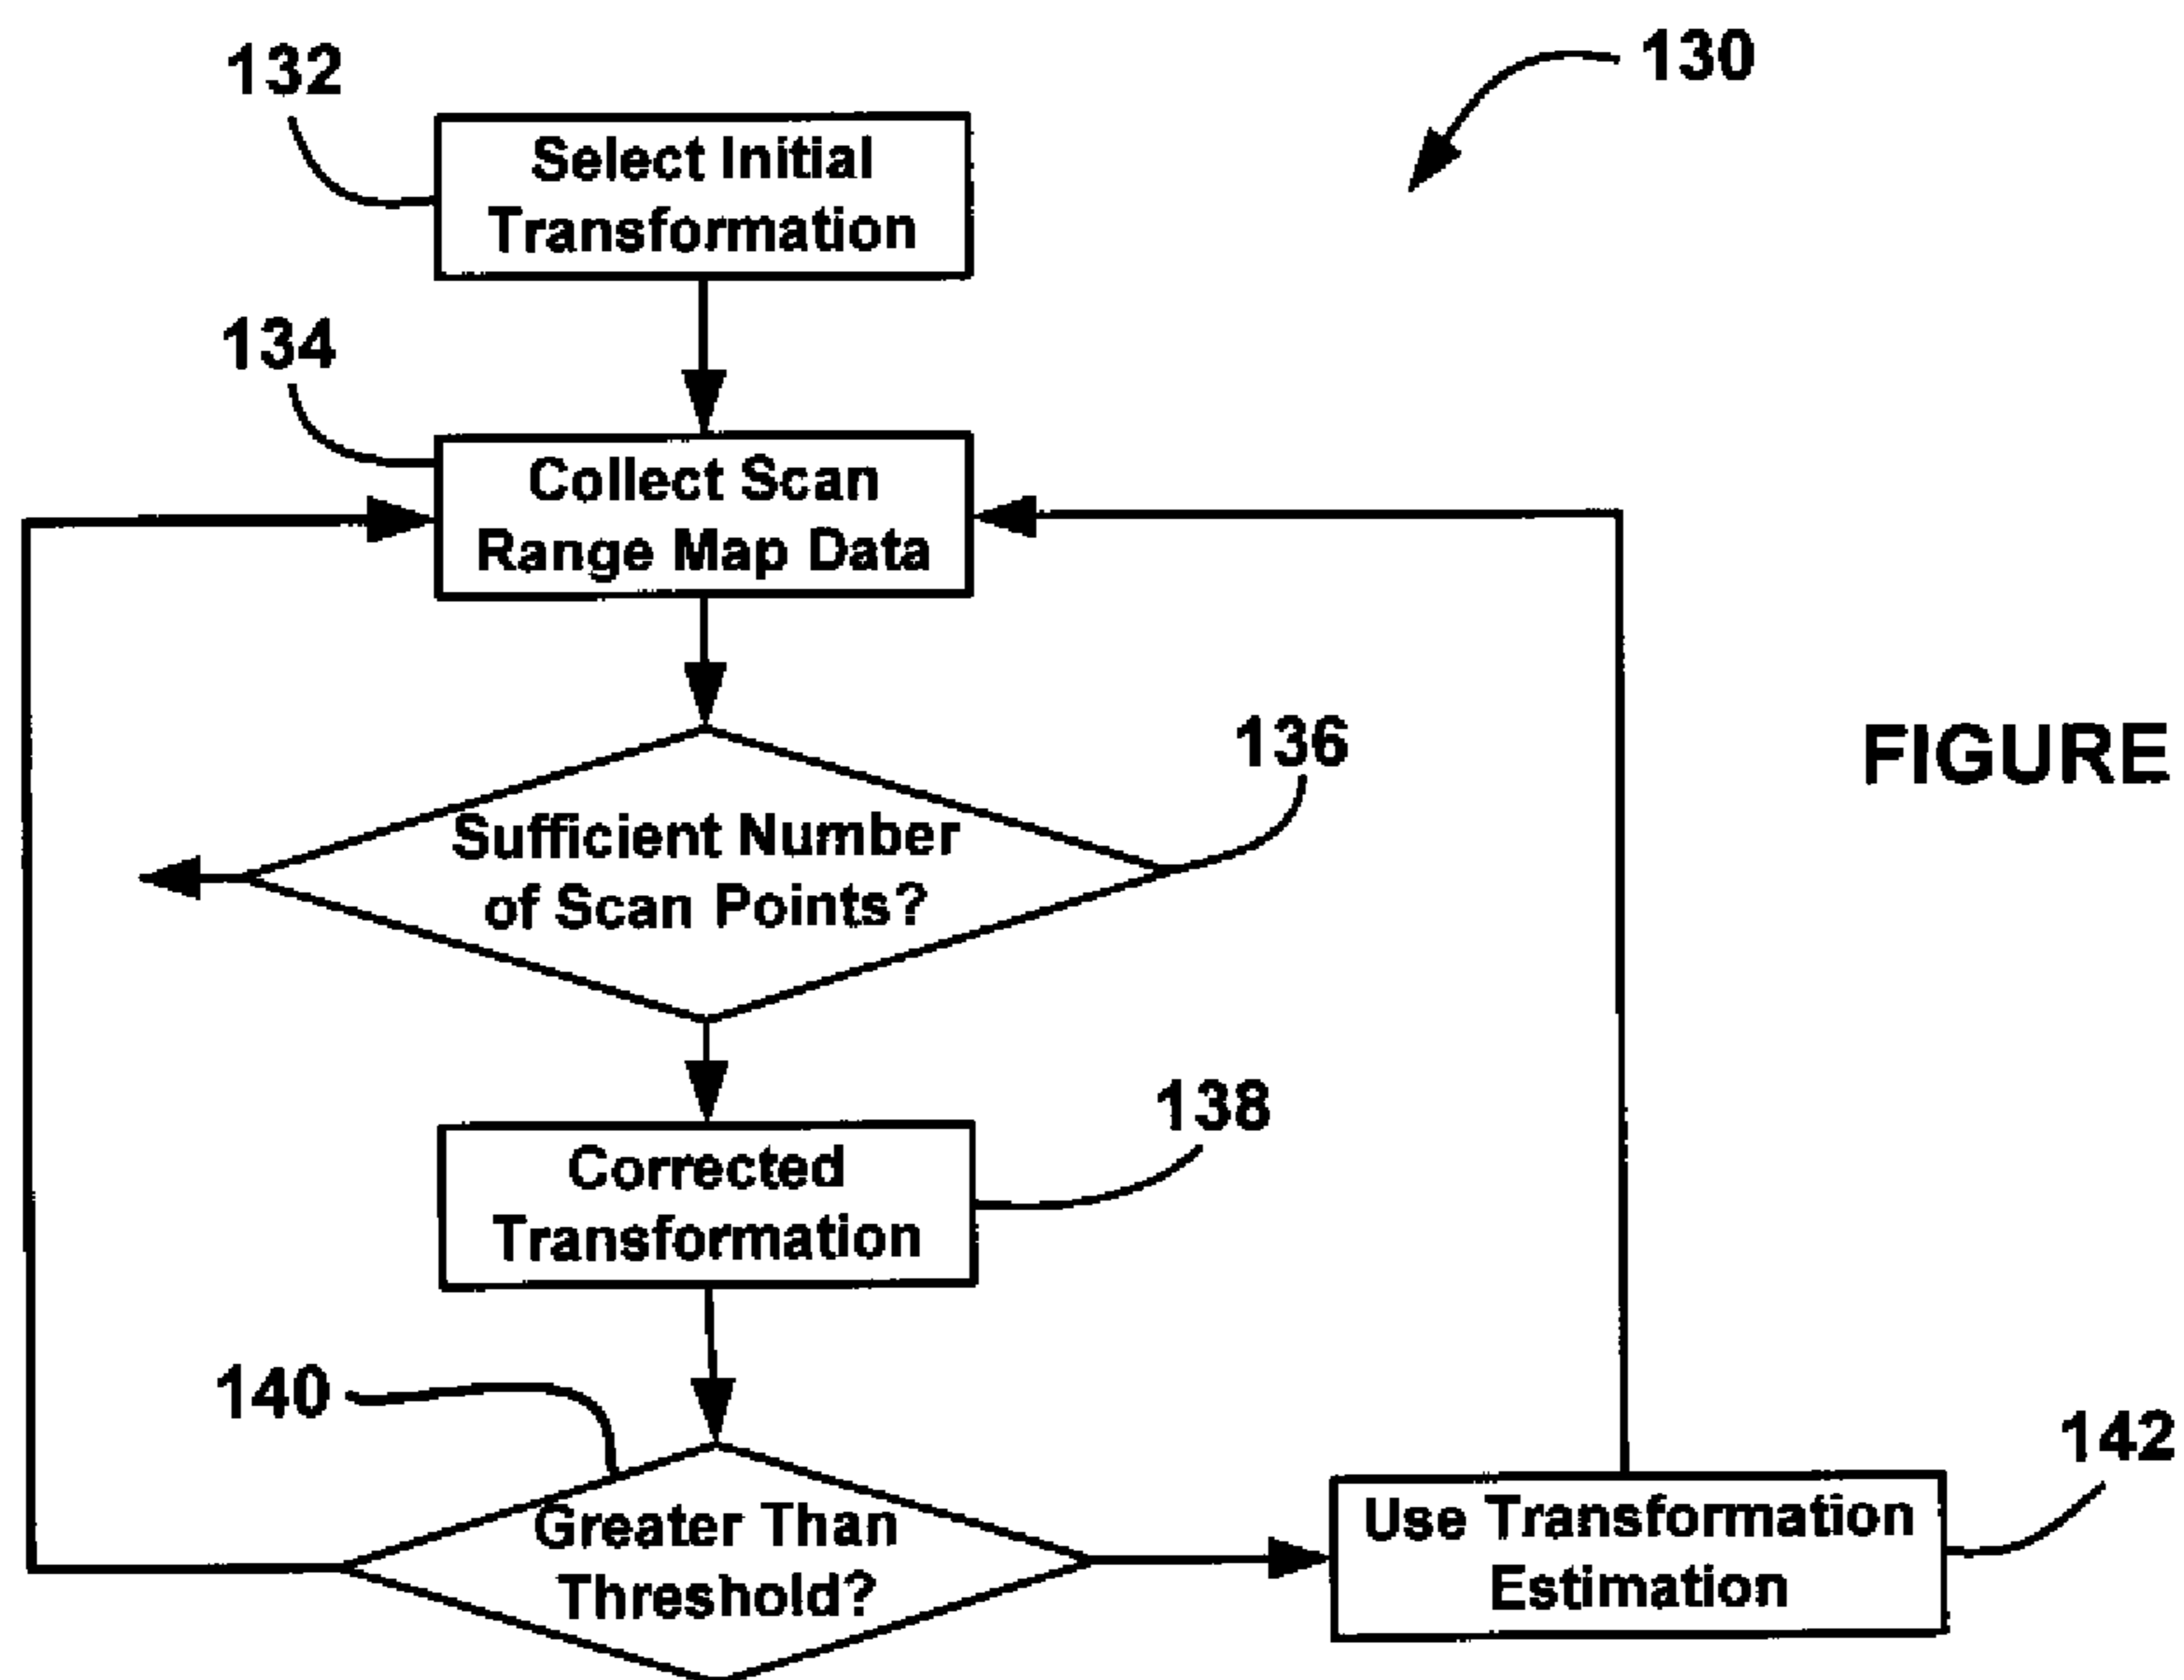 132
130
Select Initial
Transformation
134
Collect Scan
Range Map Data
136
FIGURE
Sufficient Number
of Scan Points?
138
Corrected
Transformation
140
142
Greater Than
Threshold?
Use Transformation
Estimation